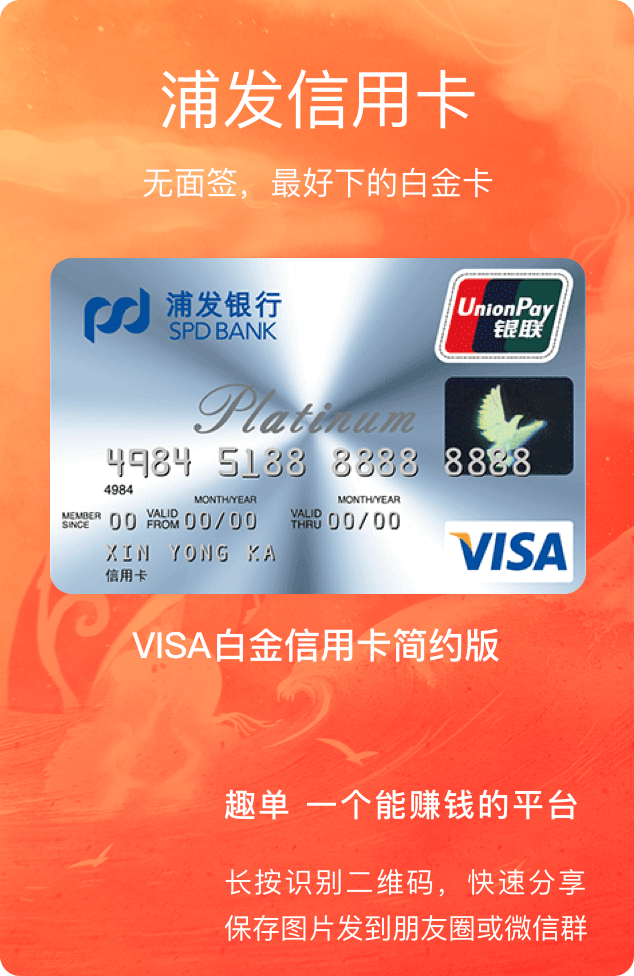 浦发信用卡
无面签，最好下的白金卡
浦发银行
SPD BANK
UnionPay
银联
Platinum
4984 5188 8888 8888
4984
MONTH/YEAR MONTH/YEAR
MEMBER SINCE 00 VALID FROM 00/00 VALID THRU 00/00
XIN YONG KA
信用卡
VISA
VISA白金信用卡简约版
趣单 一个能赚钱的平台
长按识别二维码，快速分享
保存图片发到朋友圈或微信群